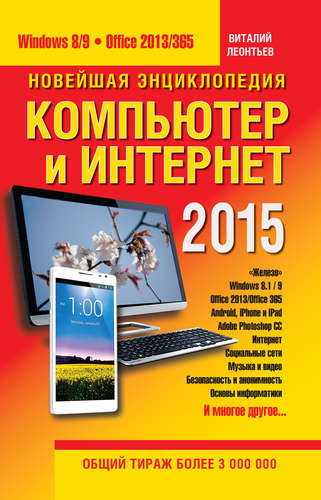 Windows 8/9 • Office 2013/365
ВИТАЛИЙ
ЛЕОНТЬЕВ
НОВЕЙШАЯ ЭНЦИКЛОПЕДИЯ
КОМПЬЮТЕР
и ИНТЕРНЕТ
2015
«Железо»
Windows 8.1 / 9
Office 2013/Office 365
Android, iPhone и iPad
Adobe Photoshop CC
Интернет
Социальные сети
Музыка и видео
Безопасность и анонимность
Основы информатики
И многое другое...
1:00
ОБЩИЙ ТИРАЖ БОЛЕЕ 3 000 000